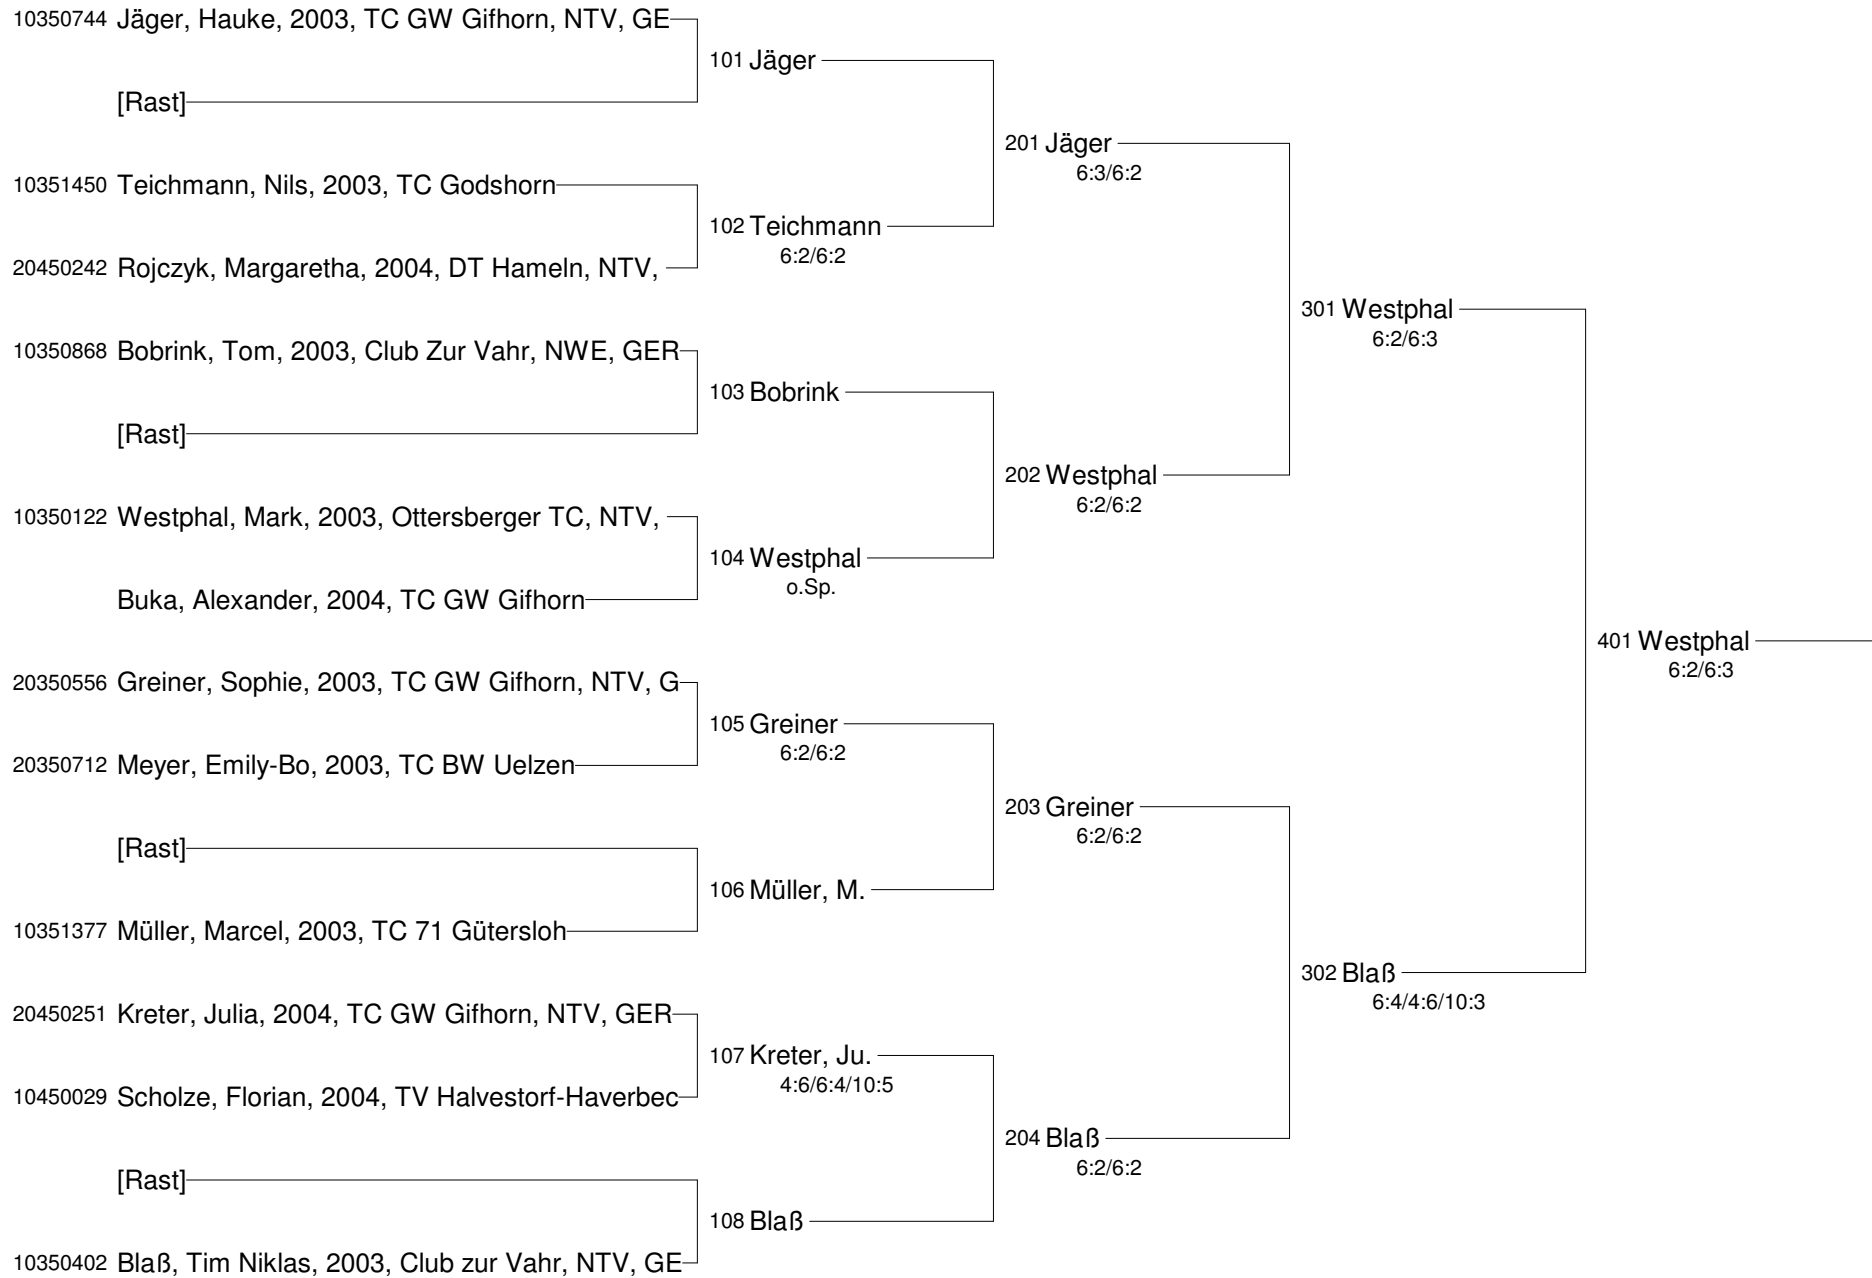 10350744 Jäger, Hauke, 2003, TC GW Gifhorn, NTV, GE
101 Jäger
[Rast]
201 Jäger
6:3/6:2
10351450 Teichmann, Nils, 2003, TC Godshorn
102 Teichmann
6:2/6:2
20450242 Rojczyk, Margaretha, 2004, DT Hameln, NTV,
301 Westphal
6:2/6:3
10350868 Bobrink, Tom, 2003, Club Zur Vahr, NWE, GER
103 Bobrink
[Rast]
202 Westphal
6:2/6:2
10350122 Westphal, Mark, 2003, Ottersberger TC, NTV,
104 Westphal
o.Sp.
Buka, Alexander, 2004, TC GW Gifhorn
401 Westphal
6:2/6:3
20350556 Greiner, Sophie, 2003, TC GW Gifhorn, NTV, G
105 Greiner
6:2/6:2
20350712 Meyer, Emily-Bo, 2003, TC BW Uelzen
203 Greiner
6:2/6:2
[Rast]
106 Müller, M.
10351377 Müller, Marcel, 2003, TC 71 Gütersloh
302 Blaß
6:4/4:6/10:3
20450251 Kreter, Julia, 2004, TC GW Gifhorn, NTV, GER
107 Kreter, Ju.
4:6/6:4/10:5
10450029 Scholze, Florian, 2004, TV Halvestorf-Haverbec
204 Blaß
6:2/6:2
[Rast]
108 Blaß
10350402 Blaß, Tim Niklas, 2003, Club zur Vahr, NTV, GE